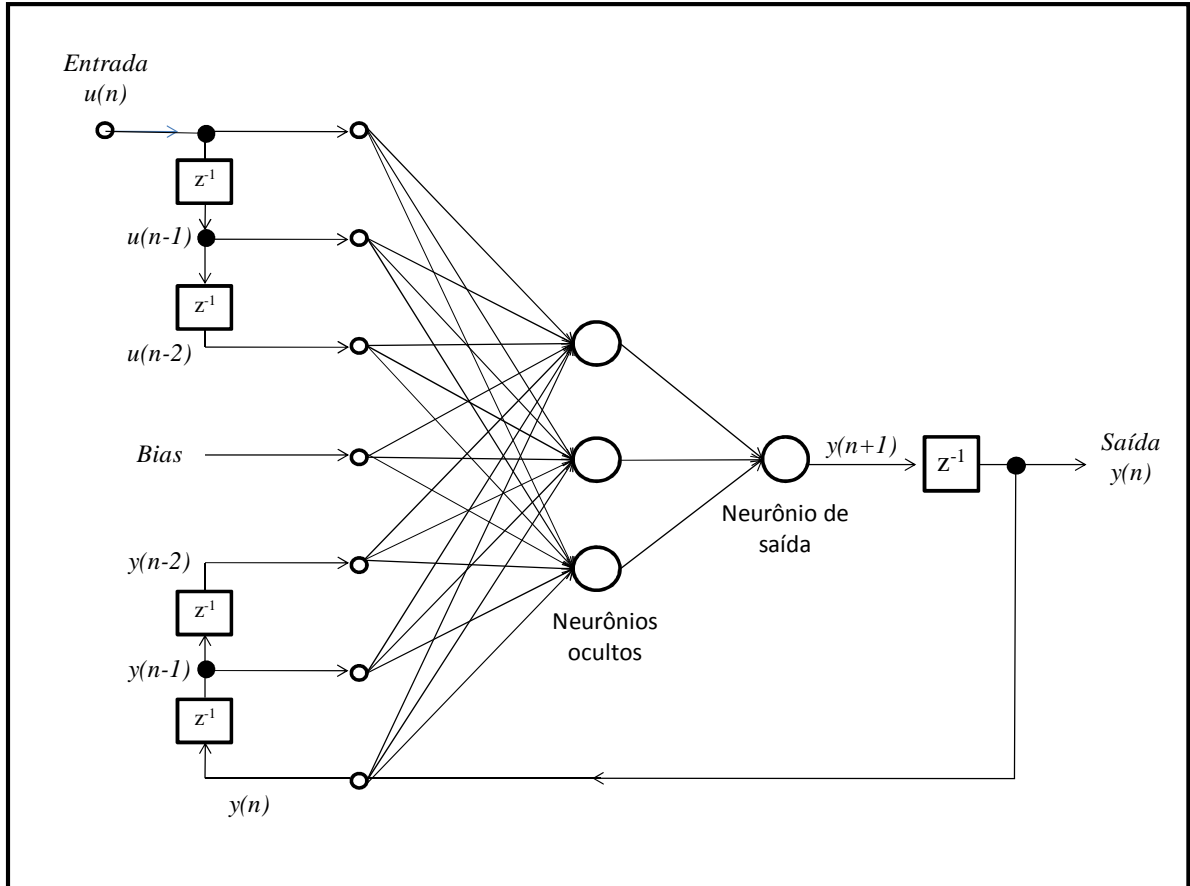 Entrada
u(n)
z⁻¹
u(n-1)
z⁻¹
u(n-2)
Bias
y(n-2)
z⁻¹
y(n-1)
z⁻¹
y(n)
Neurônios
ocultos
Neurônio de
saída
y(n+1)
z⁻¹
Saída
y(n)